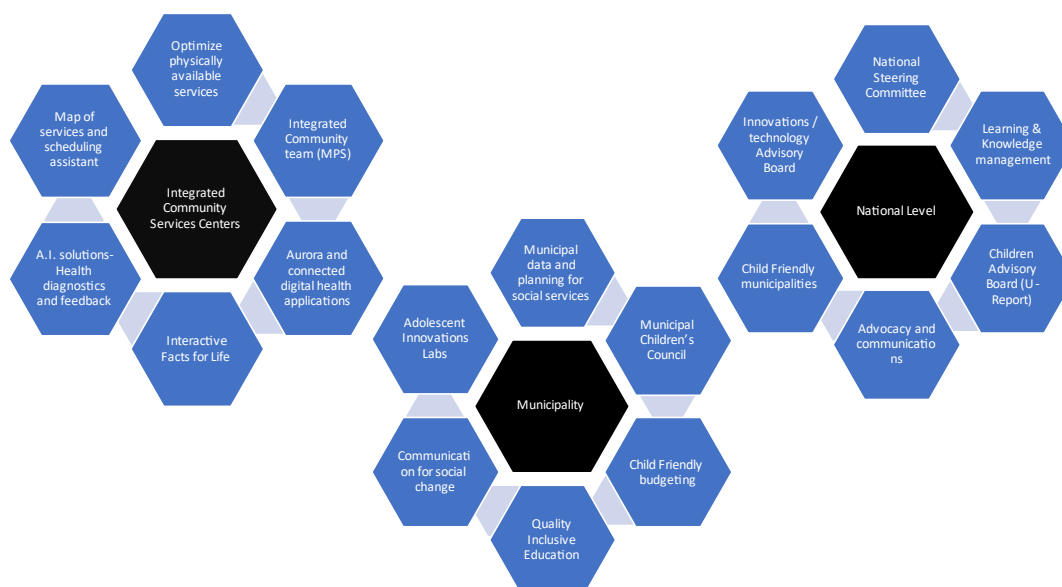 Optimize
physically
available
services
Integrated
Community
team (MPS)
Aurora and
connected
digital health
applications
Interactive
Facts for Life
A.I. solutions-
Health
diagnostics
and feedback
Map of
services and
scheduling
assistant
Integrated
Community
Services Centers
Municipal
data and
planning for
social services
Municipal
Children’s
Council
Child Friendly
budgeting
Quality
Inclusive
Education
Communicati
on for social
change
Adolescent
Innovations
Labs
Municipality
National
Steering
Committee
Learning &
Knowledge
management
Children
Advisory
Board (U -
Report)
Advocacy and
communicatio
ns
Child Friendly
municipalities
Innovations /
technology
Advisory
Board
National Level